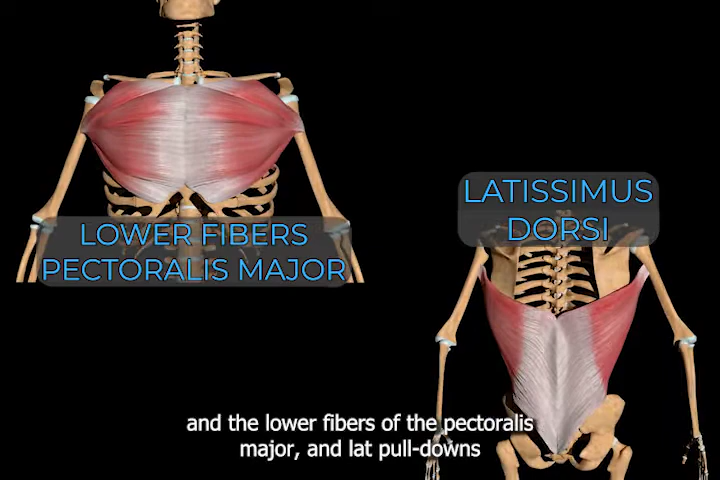 LOWER FIBERS
PECTORALIS MAJOR
LATISSIMUS
DORSI
and the lower fibers of the pectoralis
major, and lat pull-downs